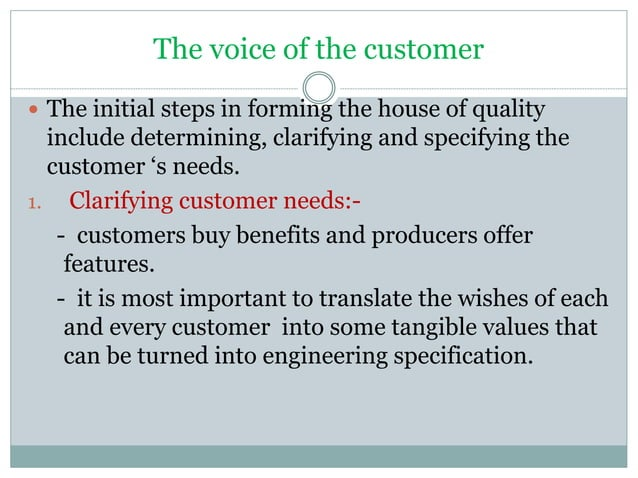 The voice of the customer
• The initial steps in forming the house of quality
include determining, clarifying and specifying the
customer ‘s needs.
1. Clarifying customer needs:-
- customers buy benefits and producers offer
features.
- it is most important to translate the wishes of each
and every customer into some tangible values that
can be turned into engineering specification.